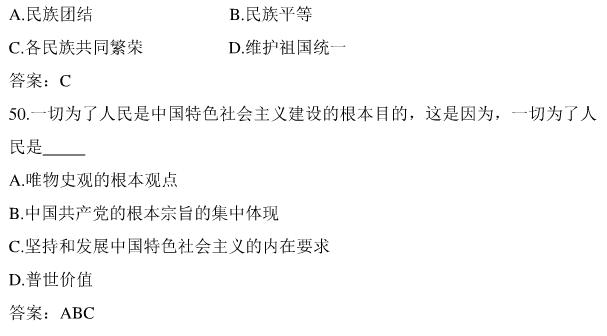 A.民族团结 B.民族平等
C.各民族共同繁荣 D.维护祖国统一
答案：C
50.一切为了人民是中国特色社会主义建设的根本目的，这是因为，一切为了人
民是_____
A.唯物史观的根本观点
B.中国共产党的根本宗旨的集中体现
C.坚持和发展中国特色社会主义的内在要求
D.普世价值
答案：ABC